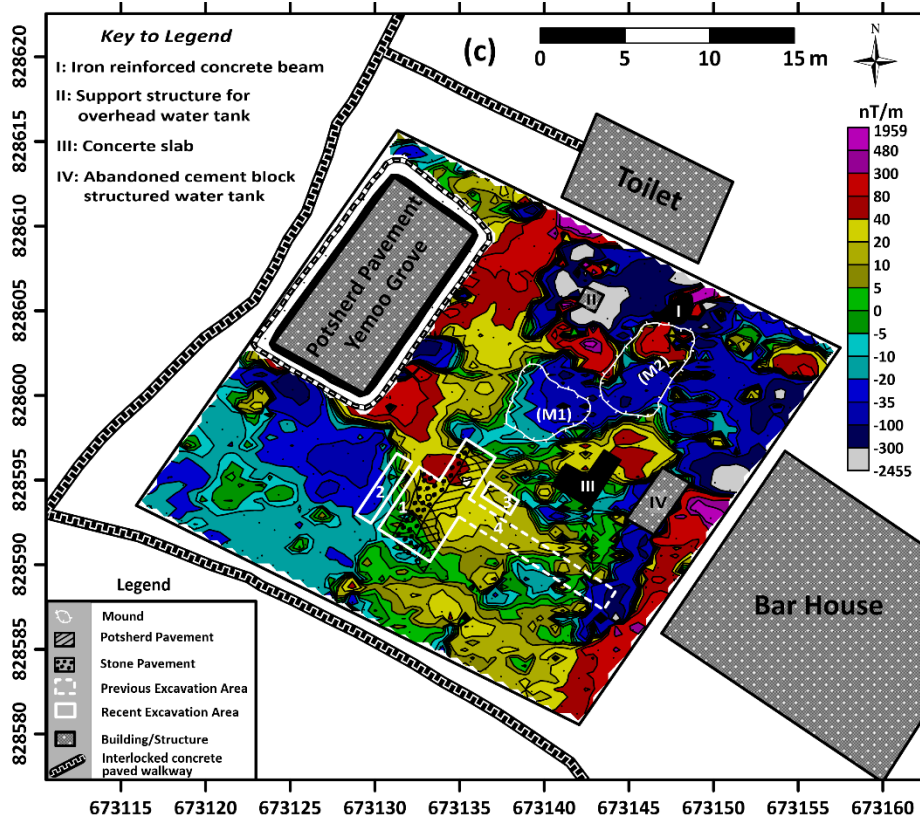 Key to Legend
I: Iron reinforced concrete beam
II: Support structure for
overhead water tank
III: Concerte slab
IV: Abandoned cement block
structured water tank
(c)
0 5 10 15 m
N
nT/m
1959
480
300
80
40
20
10
5
0
-5
-10
-20
-35
-100
-300
-2455
828620
828615
828610
828605
828600
828595
828590
828585
828580
Toilet
Potsherd Pavement
Yemoo Grove
II
I
(M1)
(M2)
III
IV
2
1
3
4
Bar House
Legend
Mound
Potsherd Pavement
Stone Pavement
Previous Excavation Area
Recent Excavation Area
Building/Structure
Interlocked concrete
paved walkway
673115 673120 673125 673130 673135 673140 673145 673150 673155 673160